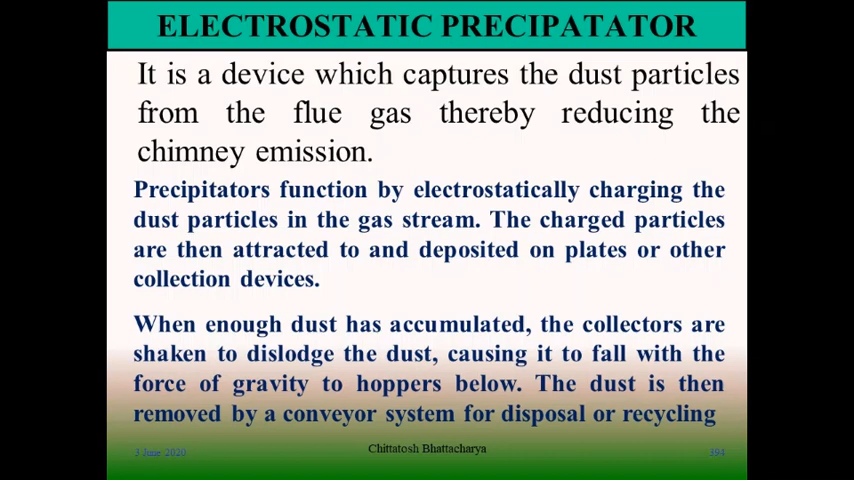 ELECTROSTATIC PRECIPATATOR
It is a device which captures the dust particles
from the flue gas thereby reducing the
chimney emission.
Precipitators function by electrostatically charging the
dust particles in the gas stream. The charged particles
are then attracted to and deposited on plates or other
collection devices.
When enough dust has accumulated, the collectors are
shaken to dislodge the dust, causing it to fall with the
force of gravity to hoppers below. The dust is then
removed by a conveyor system for disposal or recycling
3 June 2020
Chittatosh Bhattacharya
394